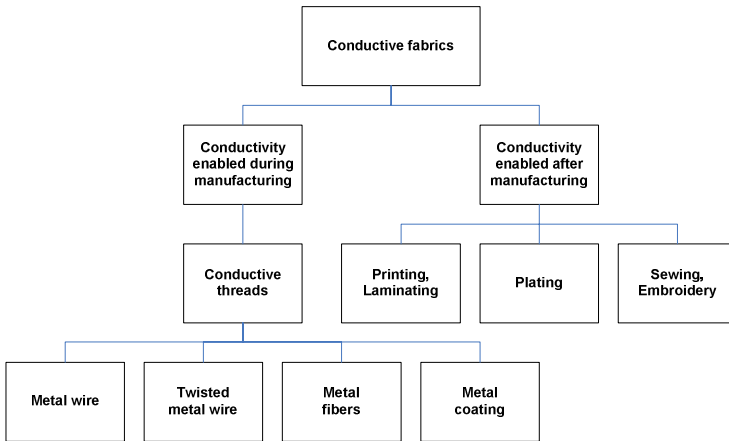 Conductive fabrics
Conductivity
enabled during
manufacturing
Conductivity
enabled after
manufacturing
Conductive
threads
Printing,
Laminating
Plating
Sewing,
Embroidery
Metal wire
Twisted
metal wire
Metal
fibers
Metal
coating